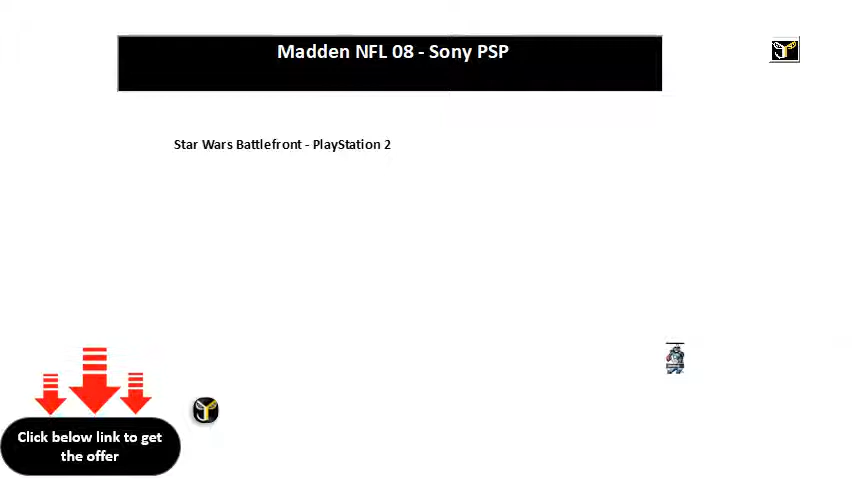 Madden NFL 08 - Sony PSP
Star Wars Battlefront - PlayStation 2
Click below link to get
the offer